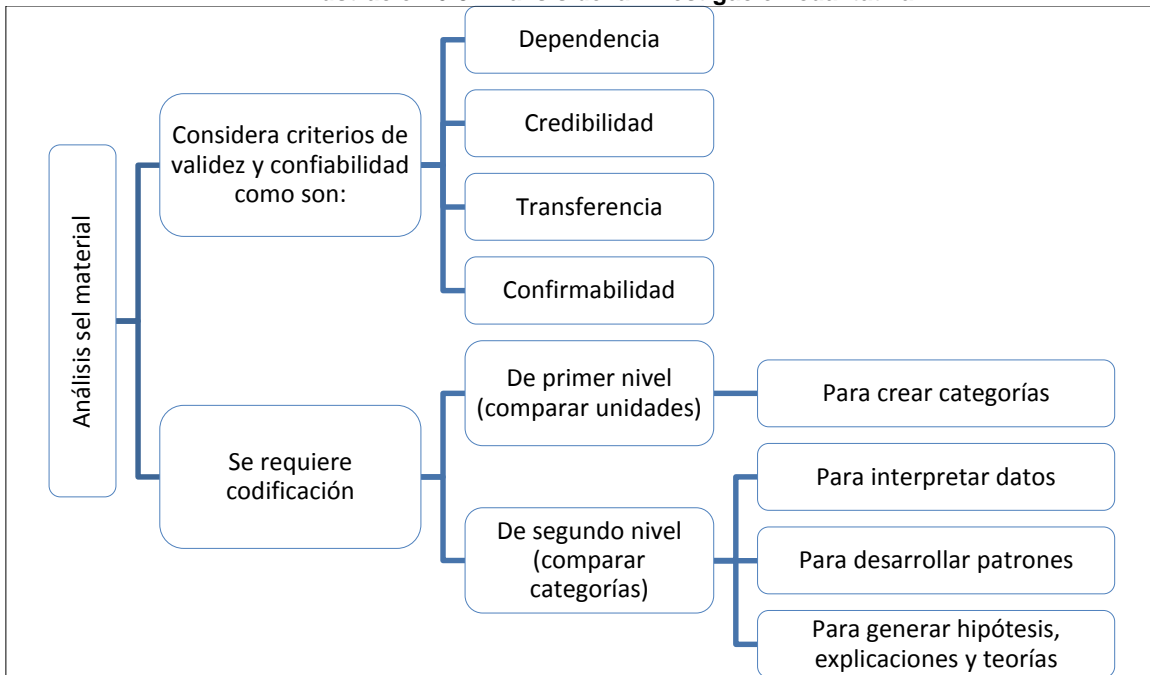 Análisis sel material
Considera criterios de
validez y confiabilidad
como son:
Dependencia
Credibilidad
Transferencia
Confirmabilidad
Se requiere
codificación
De primer nivel
(comparar unidades)
Para crear categorías
De segundo nivel
(comparar
categorías)
Para interpretar datos
Para desarrollar patrones
Para generar hipótesis,
explicaciones y teorías